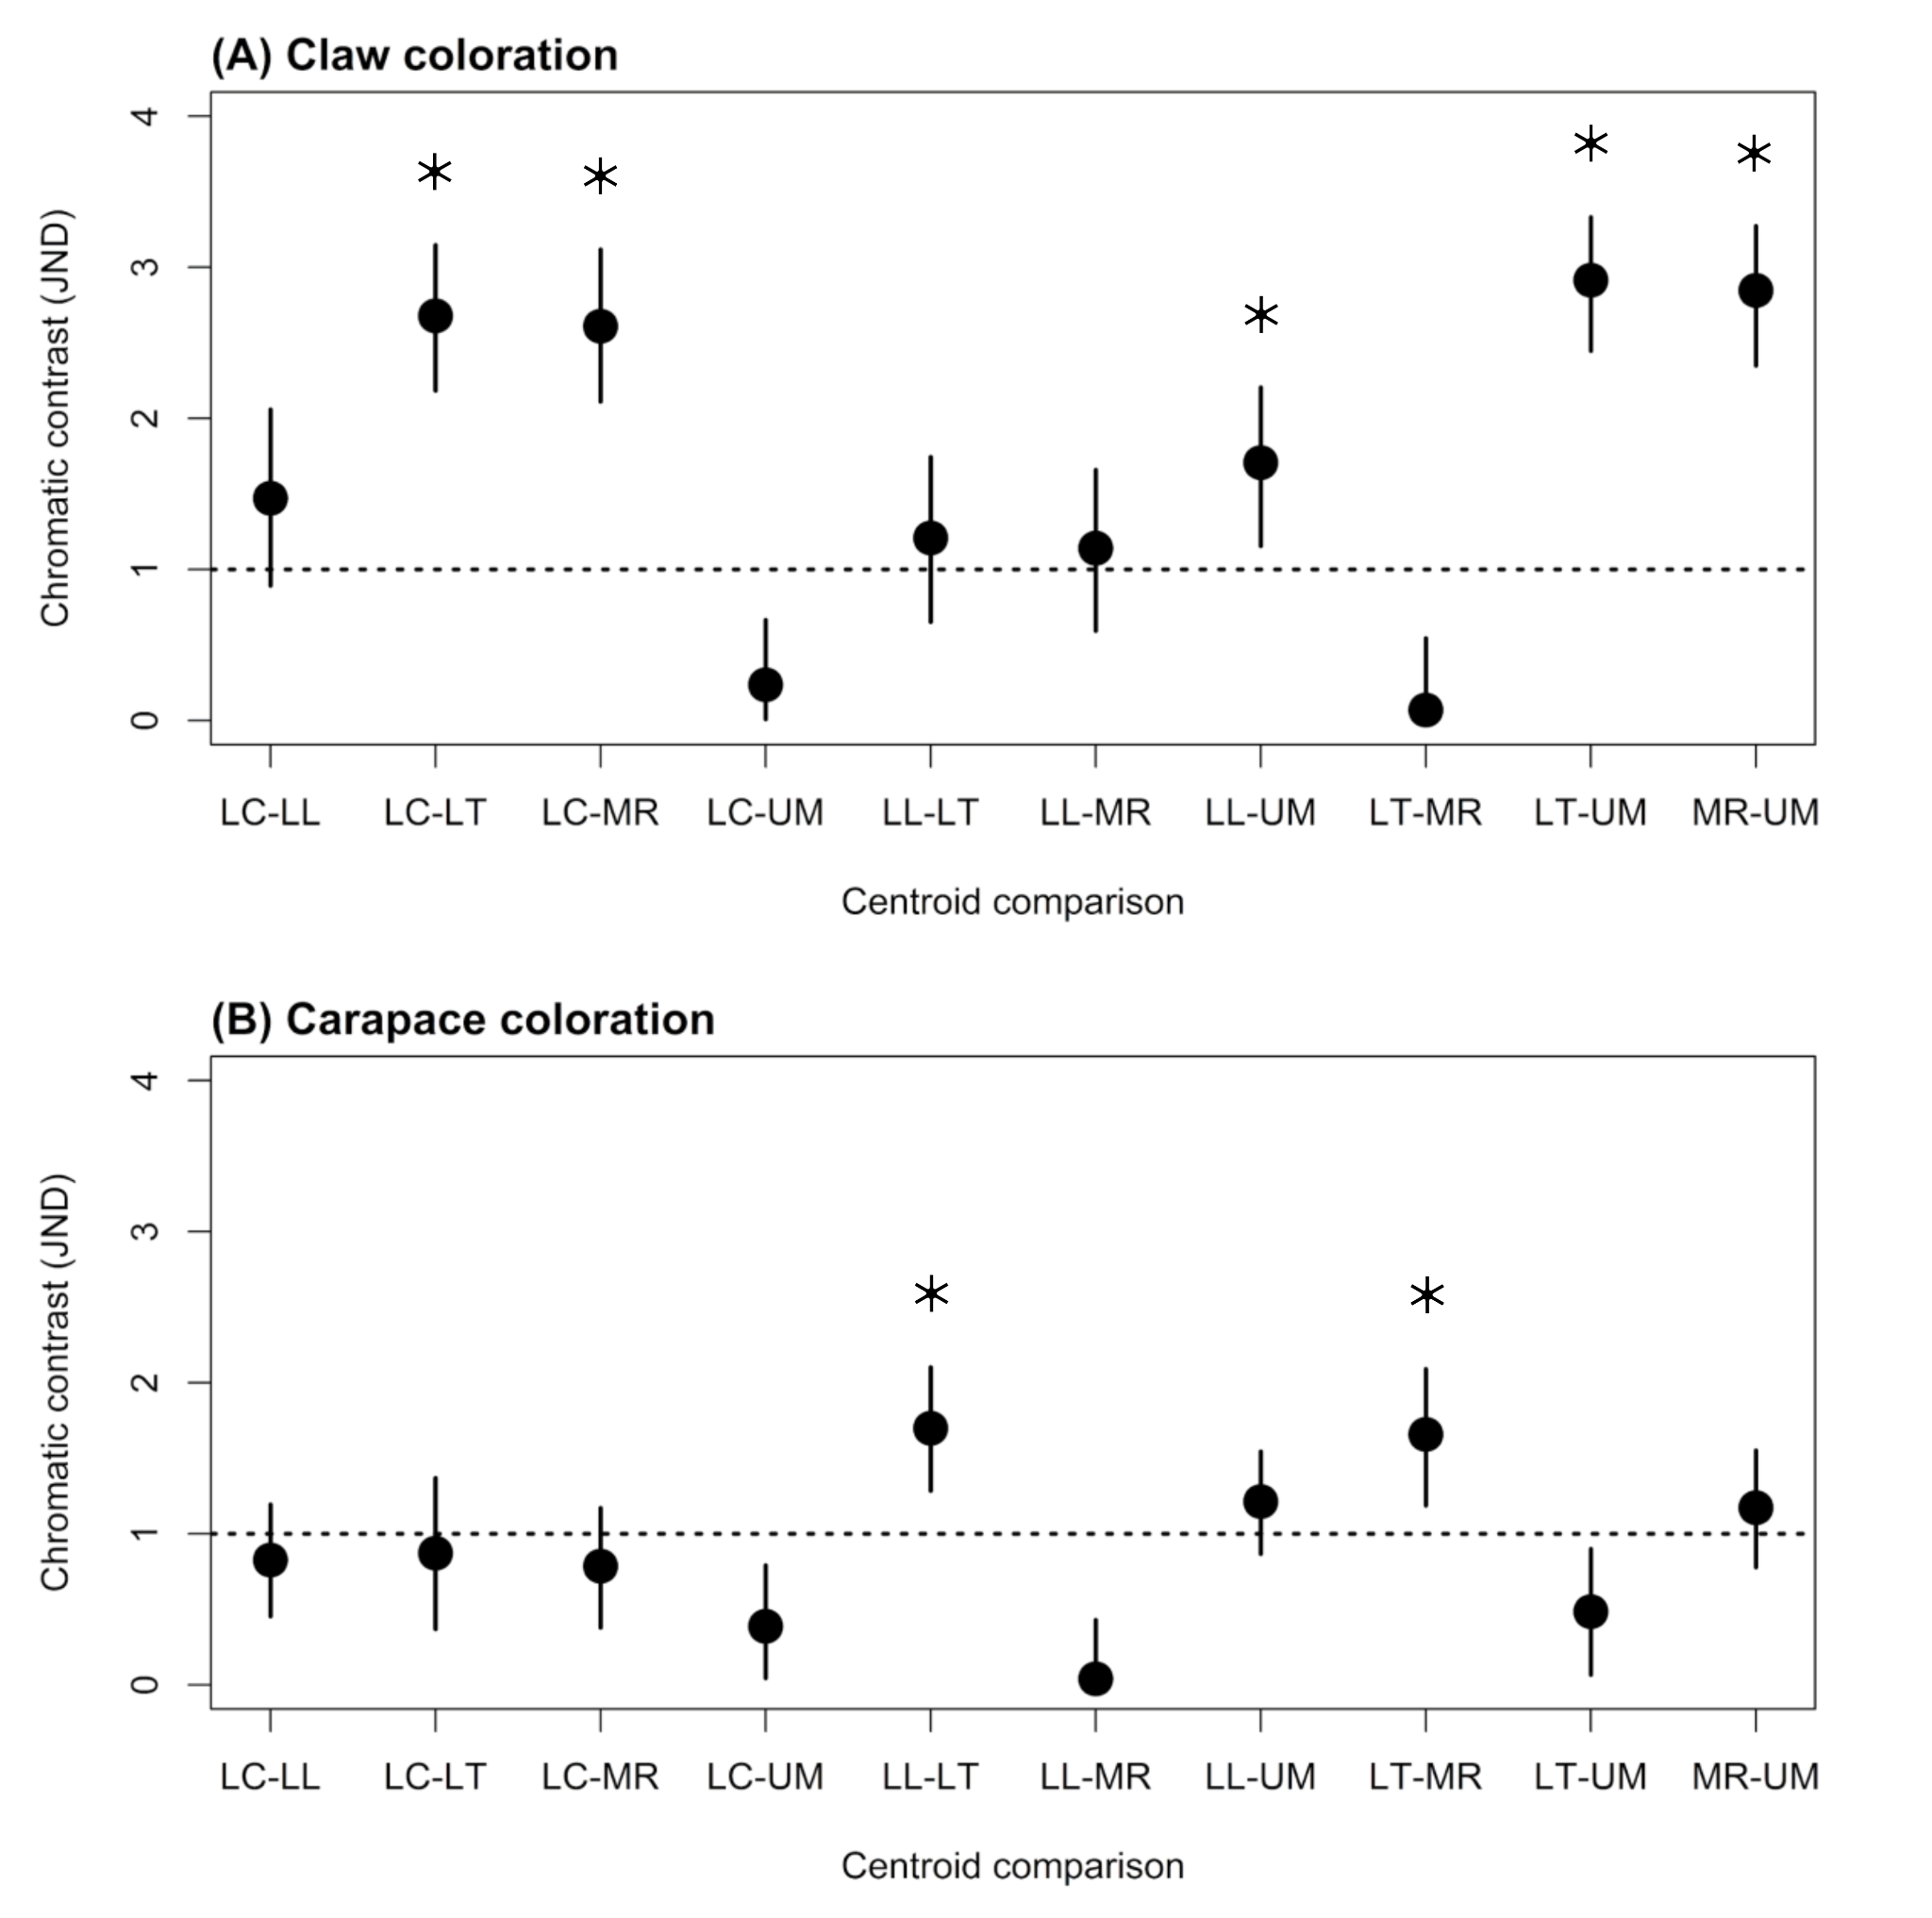 (A) Claw coloration
Chromatic contrast (JND)
4
3
2
1
0
* * * * *
LC-LL LC-LT LC-MR LC-UM LL-LT LL-MR LL-UM LT-MR LT-UM MR-UM
Centroid comparison
(B) Carapace coloration
Chromatic contrast (JND)
4
3
2
1
0
* *
LC-LL LC-LT LC-MR LC-UM LL-LT LL-MR LL-UM LT-MR LT-UM MR-UM
Centroid comparison